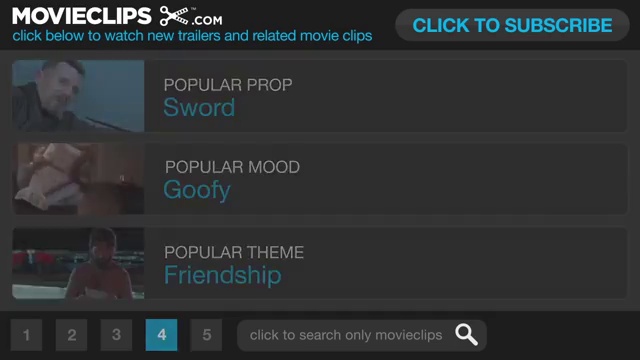 MOVIECLIPS .COM
click below to watch new trailers and related movie clips
CLICK TO SUBSCRIBE
POPULAR PROP
Sword
POPULAR MOOD
Goofy
POPULAR THEME
Friendship
1 2 3 4 5
click to search only movieclips